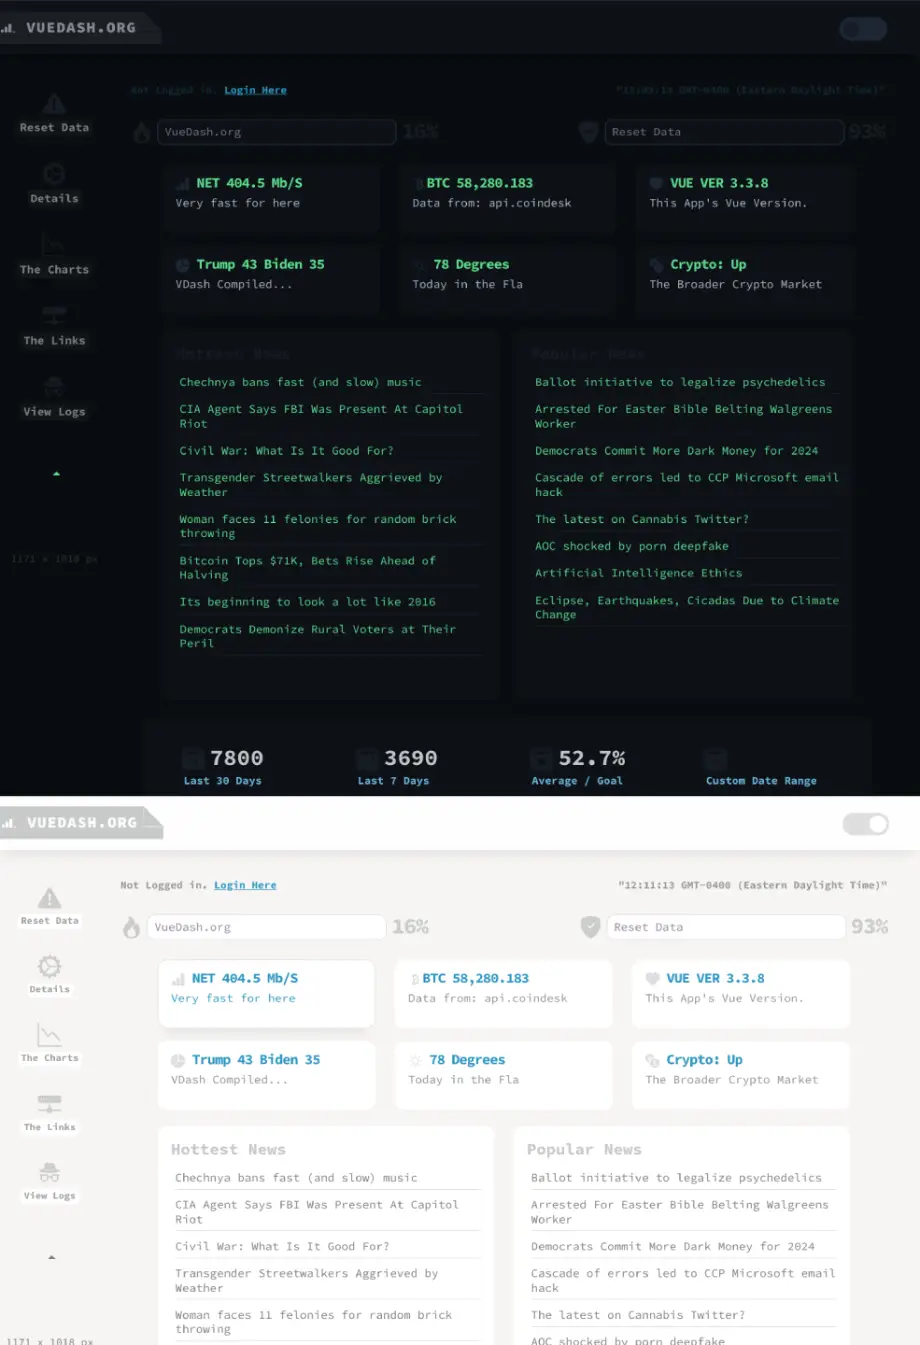 VUEDASH.ORG
Not Logged in. Login Here
"12:09:13 GMT-0400 (Eastern Daylight Time)"
Reset Data
VueDash.org
16%
Reset Data
93%
NET 404.5 Mb/S
Very fast for here
BTC 58,280.183
Data from: api.coindesk
VUE VER 3.3.8
This App's Vue Version.
Details
Trump 43 Biden 35
VDash Compiled...
78 Degrees
Today in the Fla
Crypto: Up
The Broader Crypto Market
The Charts
The Links
View Logs
1171 x 1018 px
Hottest News
Chechnya bans fast (and slow) music
CIA Agent Says FBI Was Present At Capitol
Riot
Civil War: What Is It Good For?
Transgender Streetwalkers Aggrieved by
Weather
Woman faces 11 felonies for random brick
throwing
Bitcoin Tops $71K, Bets Rise Ahead of
Halving
Its beginning to look a lot like 2016
Democrats Demonize Rural Voters at Their
Peril
Popular News
Ballot initiative to legalize psychedelics
Arrested For Easter Bible Belting Walgreens
Worker
Democrats Commit More Dark Money for 2024
Cascade of errors led to CCP Microsoft email
hack
The latest on Cannabis Twitter?
AOC shocked by porn deepfake
Artificial Intelligence Ethics
Eclipse, Earthquakes, Cicadas Due to Climate
Change
7800
Last 30 Days
3690
Last 7 Days
52.7%
Average / Goal
Custom Date Range
VUEDASH.ORG
Not Logged in. Login Here
"12:11:13 GMT-0400 (Eastern Daylight Time)"
Reset Data
VueDash.org
16%
Reset Data
93%
NET 404.5 Mb/S
Very fast for here
BTC 58,280.183
Data from: api.coindesk
VUE VER 3.3.8
This App's Vue Version.
Details
Trump 43 Biden 35
VDash Compiled...
78 Degrees
Today in the Fla
Crypto: Up
The Broader Crypto Market
The Charts
The Links
View Logs
1171 x 1018 px
Hottest News
Chechnya bans fast (and slow) music
CIA Agent Says FBI Was Present At Capitol
Riot
Civil War: What Is It Good For?
Transgender Streetwalkers Aggrieved by
Weather
Woman faces 11 felonies for random brick
throwing
Popular News
Ballot initiative to legalize psychedelics
Arrested For Easter Bible Belting Walgreens
Worker
Democrats Commit More Dark Money for 2024
Cascade of errors led to CCP Microsoft email
hack
The latest on Cannabis Twitter?
AOC shocked by porn deepfake